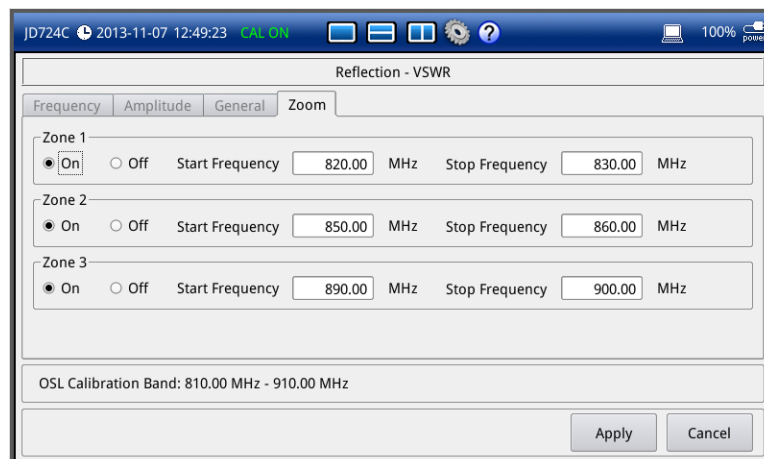 JD724C 2013-11-07 12:49:23 CAL ON 100%
Reflection - VSWR
Frequency Amplitude General Zoom
Zone 1
On Off Start Frequency 820.00 MHz Stop Frequency 830.00 MHz
Zone 2
On Off Start Frequency 850.00 MHz Stop Frequency 860.00 MHz
Zone 3
On Off Start Frequency 890.00 MHz Stop Frequency 900.00 MHz
OSL Calibration Band: 810.00 MHz - 910.00 MHz
Apply Cancel